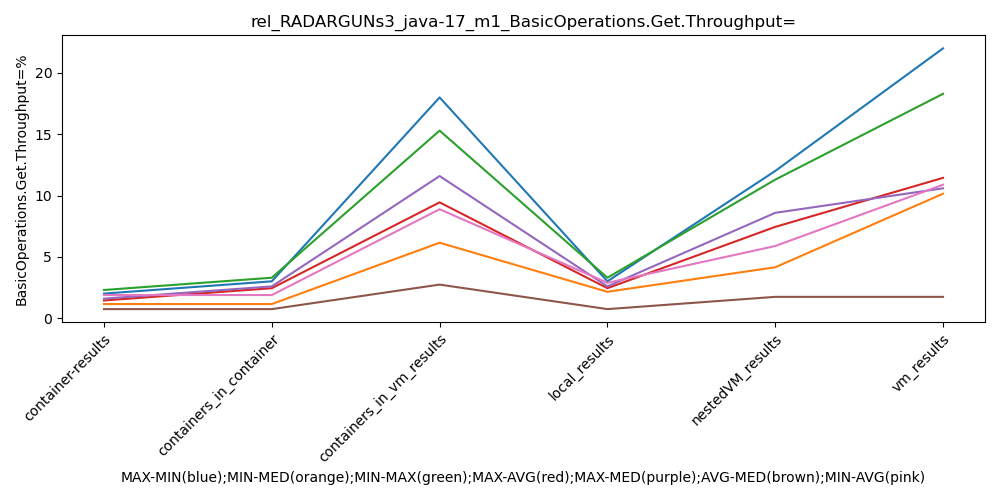 rel_RADARGUNs3_java-17_m1_BasicOperations.Get.Throughput=
BasicOperations.Get.Throughput=%
20
15
10
5
0
container-results
containers_in_container
containers_in_vm_results
local_results
nestedVM_results
vm_results
MAX-MIN(blue);MIN-MED(orange);MIN-MAX(green);MAX-AVG(red);MAX-MED(purple);AVG-MED(brown);MIN-AVG(pink)